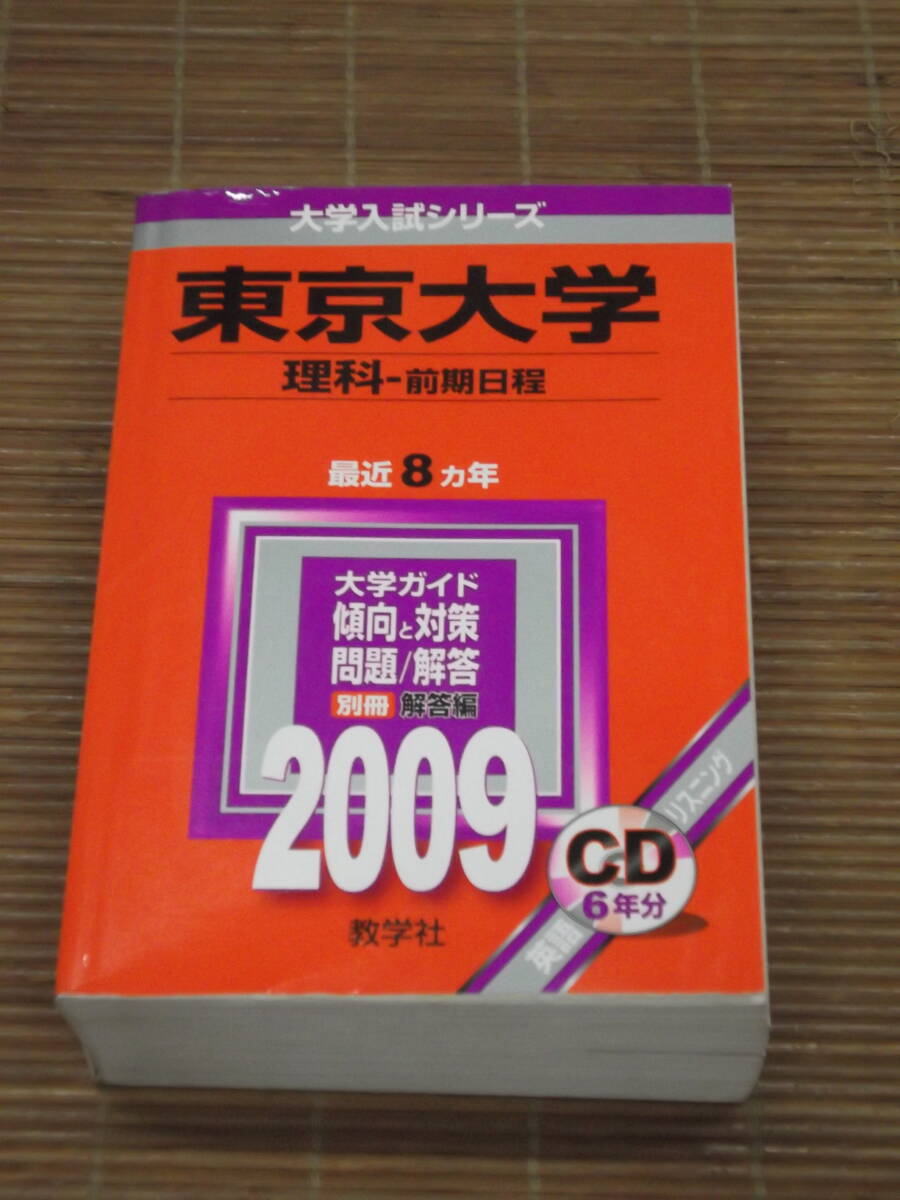 大学入試シリーズ
東京大学
理科-前期日程
最近 8 ヵ年
大学ガイド
傾向と対策
問題/解答
別冊 解答編
2009
英語リスニング
CD
6年分
教学社